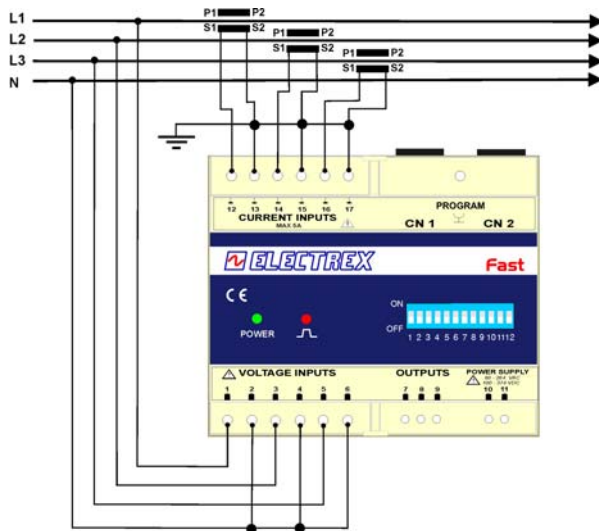 L1
P1 P2
L2
S1 S2
P1 P2
L3
S1 S2
P1 P2
N
S1 S2
12 13 14 15 16 17
CURRENT INPUTS
MAX 5A
PROGRAM
CN 1 CN 2
ELECTREX
Fast
CE
POWER
ON
OFF
1 2 3 4 5 6 7 8 9 10 11 12
VOLTAGE INPUTS
1 2 3 4 5 6
OUTPUTS
7 8 9
POWER SUPPLY
10 11